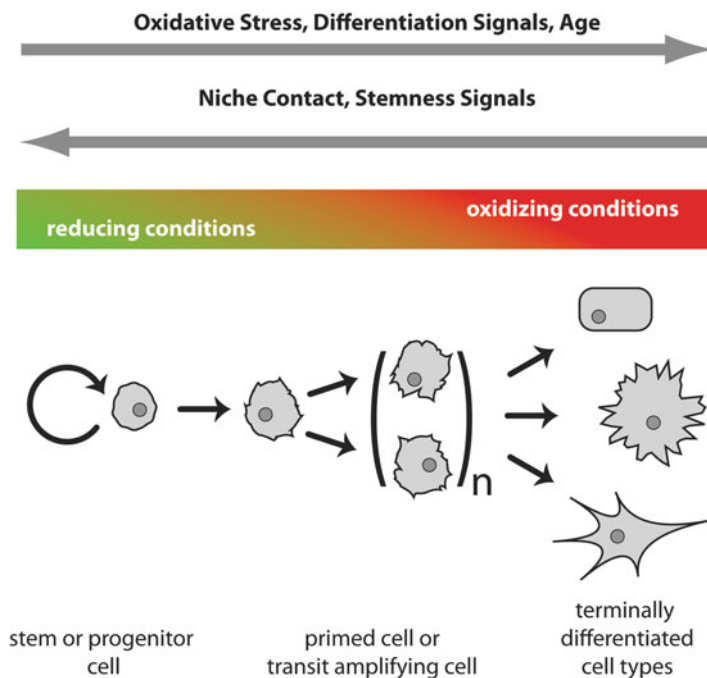 Oxidative Stress, Differentiation Signals, Age
Niche Contact, Stemness Signals
oxidizing conditions
reducing conditions
n
stem or progenitor
cell
primed cell or
transit amplifying cell
terminally
differentiated
cell types